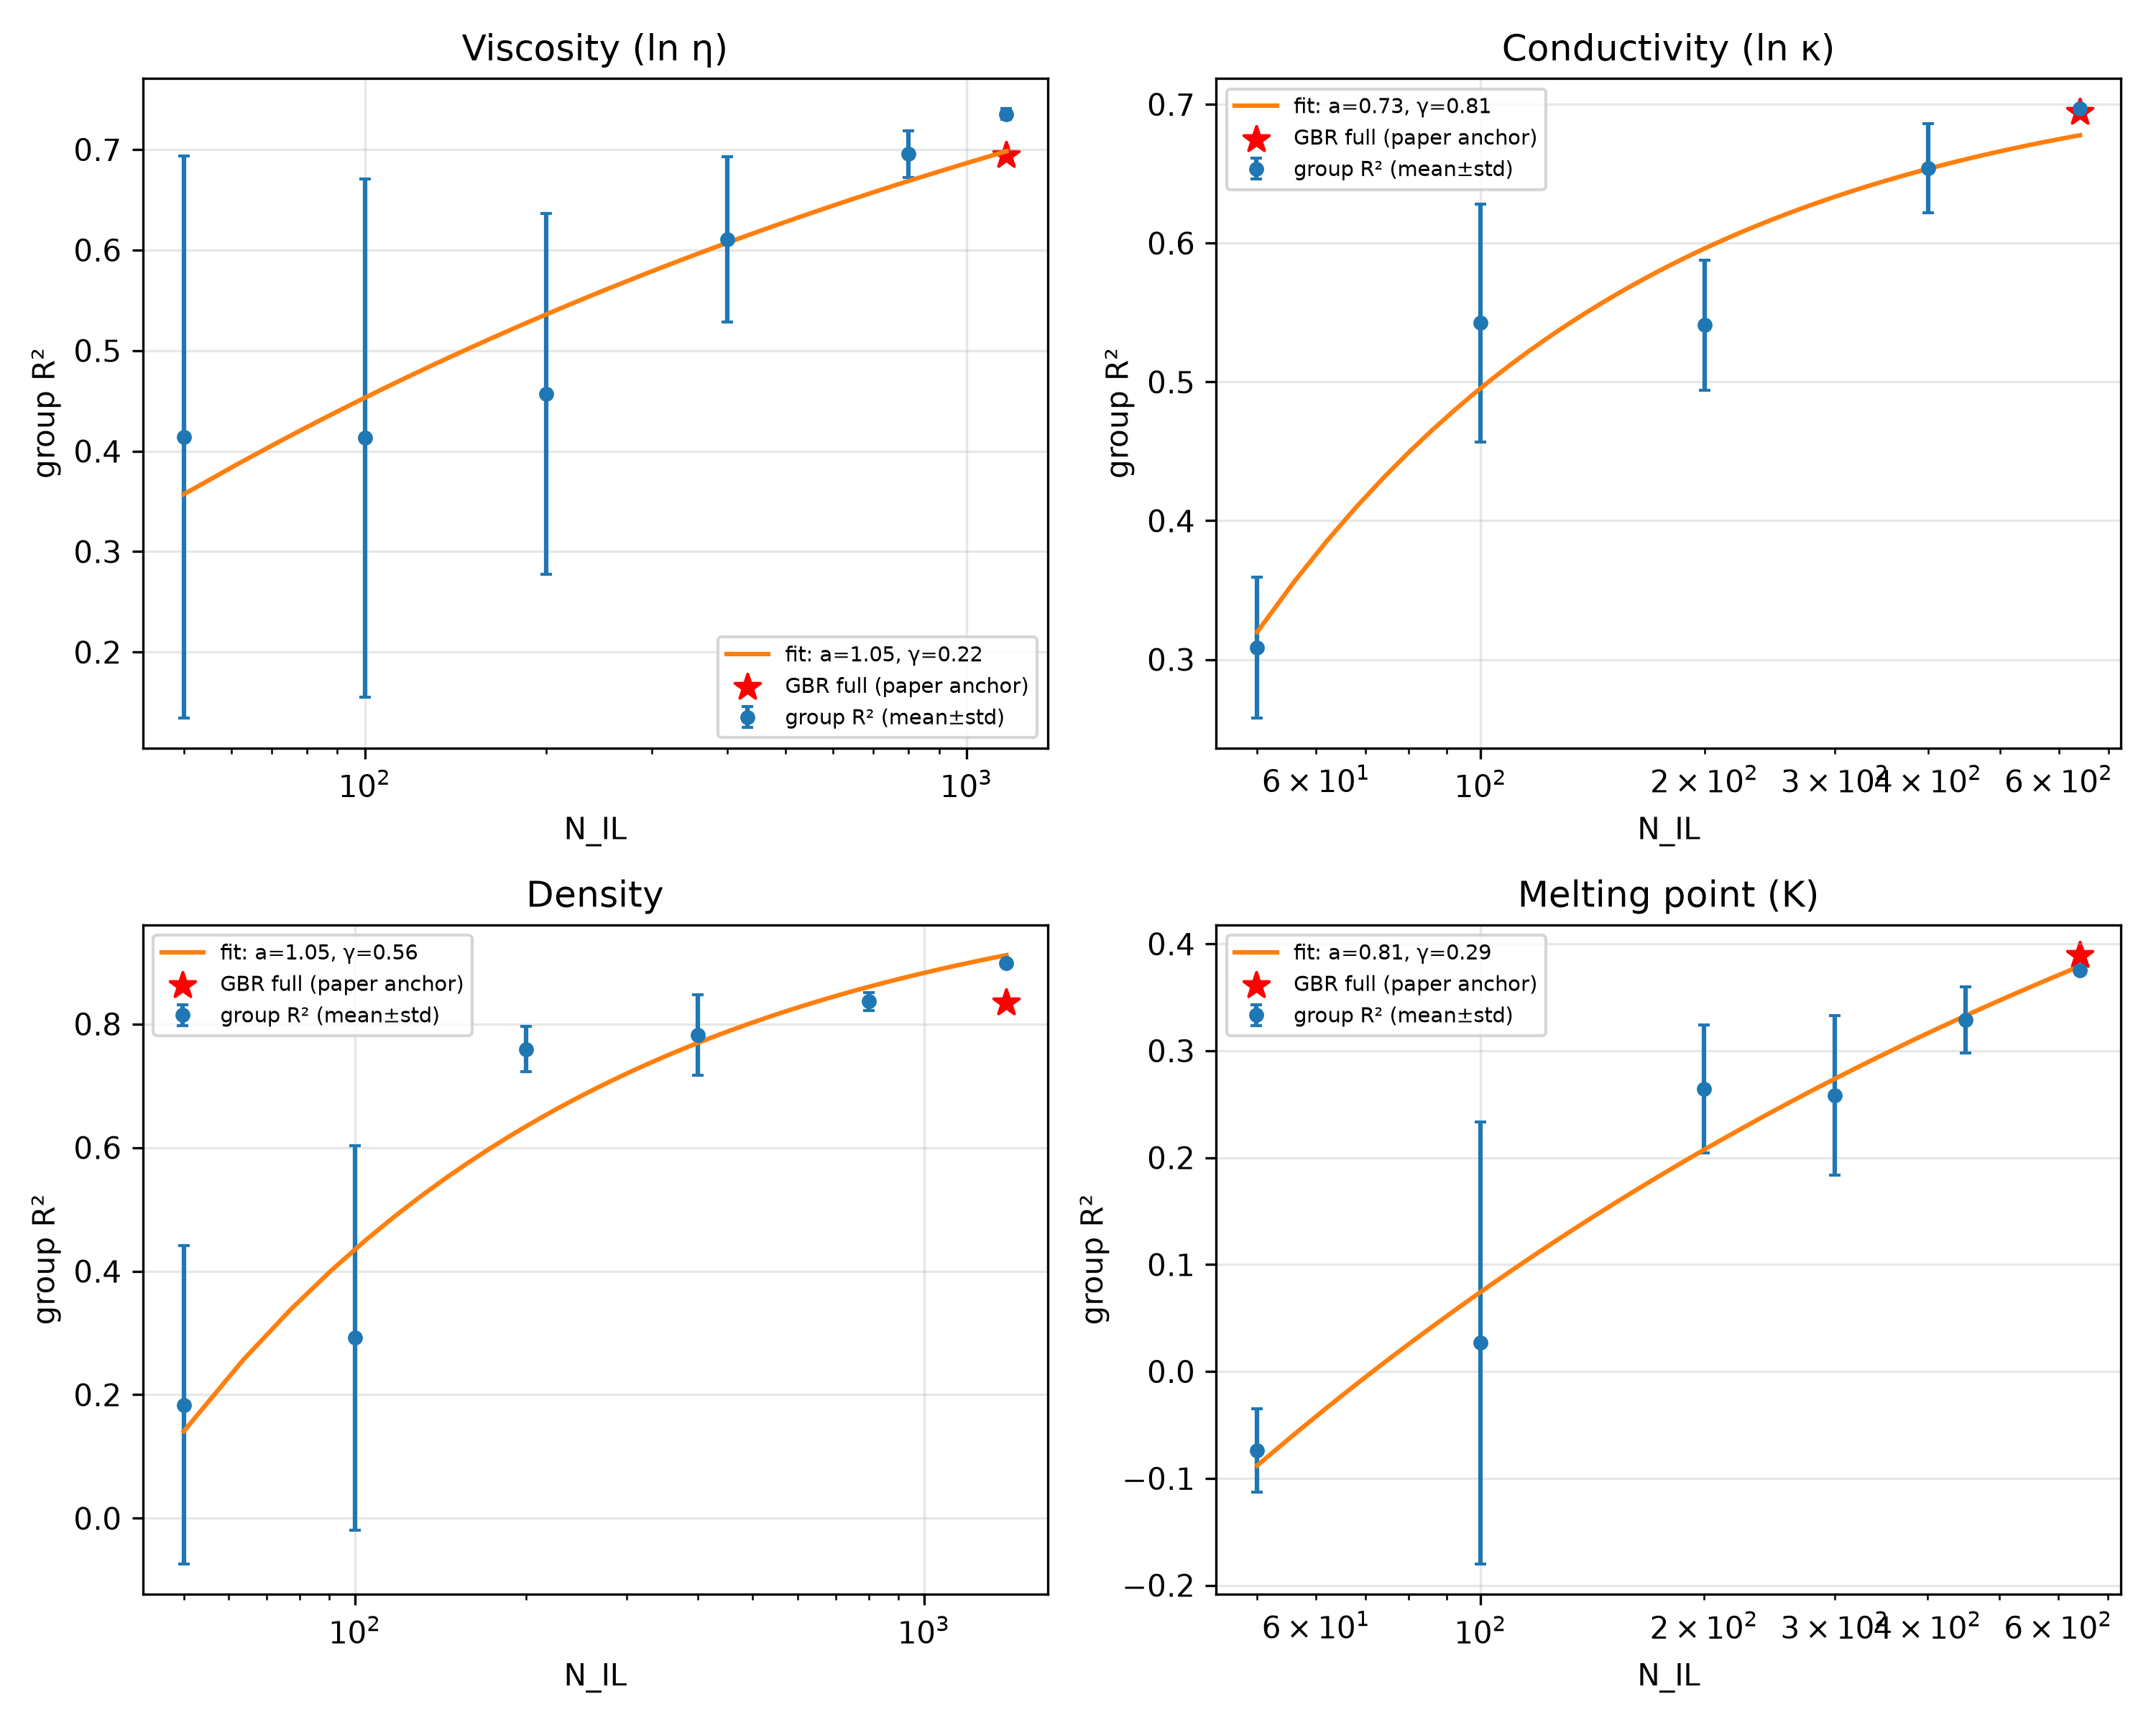 Viscosity (ln η)
group R²
0.7
0.6
0.5
0.4
0.3
0.2
fit: a=1.05, γ=0.22
GBR full (paper anchor)
group R² (mean±std)
10²
10³
N_IL
Conductivity (ln κ)
group R²
0.7
0.6
0.5
0.4
0.3
fit: a=0.73, γ=0.81
GBR full (paper anchor)
group R² (mean±std)
6 × 10¹
10²
2 × 10²
3 × 10²
4 × 10²
6 × 10²
N_IL
Density
group R²
0.8
0.6
0.4
0.2
0.0
fit: a=1.05, γ=0.56
GBR full (paper anchor)
group R² (mean±std)
10²
10³
N_IL
Melting point (K)
group R²
0.4
0.3
0.2
0.1
0.0
−0.1
−0.2
fit: a=0.81, γ=0.29
GBR full (paper anchor)
group R² (mean±std)
6 × 10¹
10²
2 × 10²
3 × 10²
4 × 10²
6 × 10²
N_IL